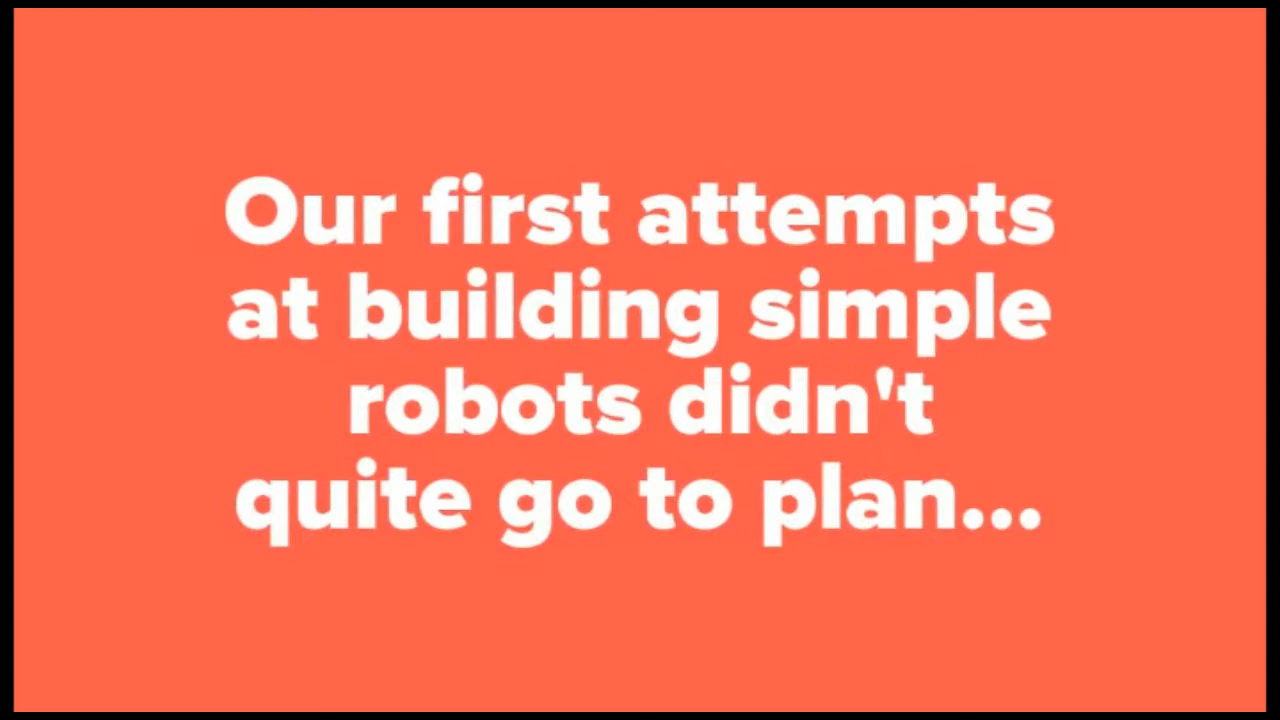 Our first attempts
at building simple
robots didn't
quite go to plan...